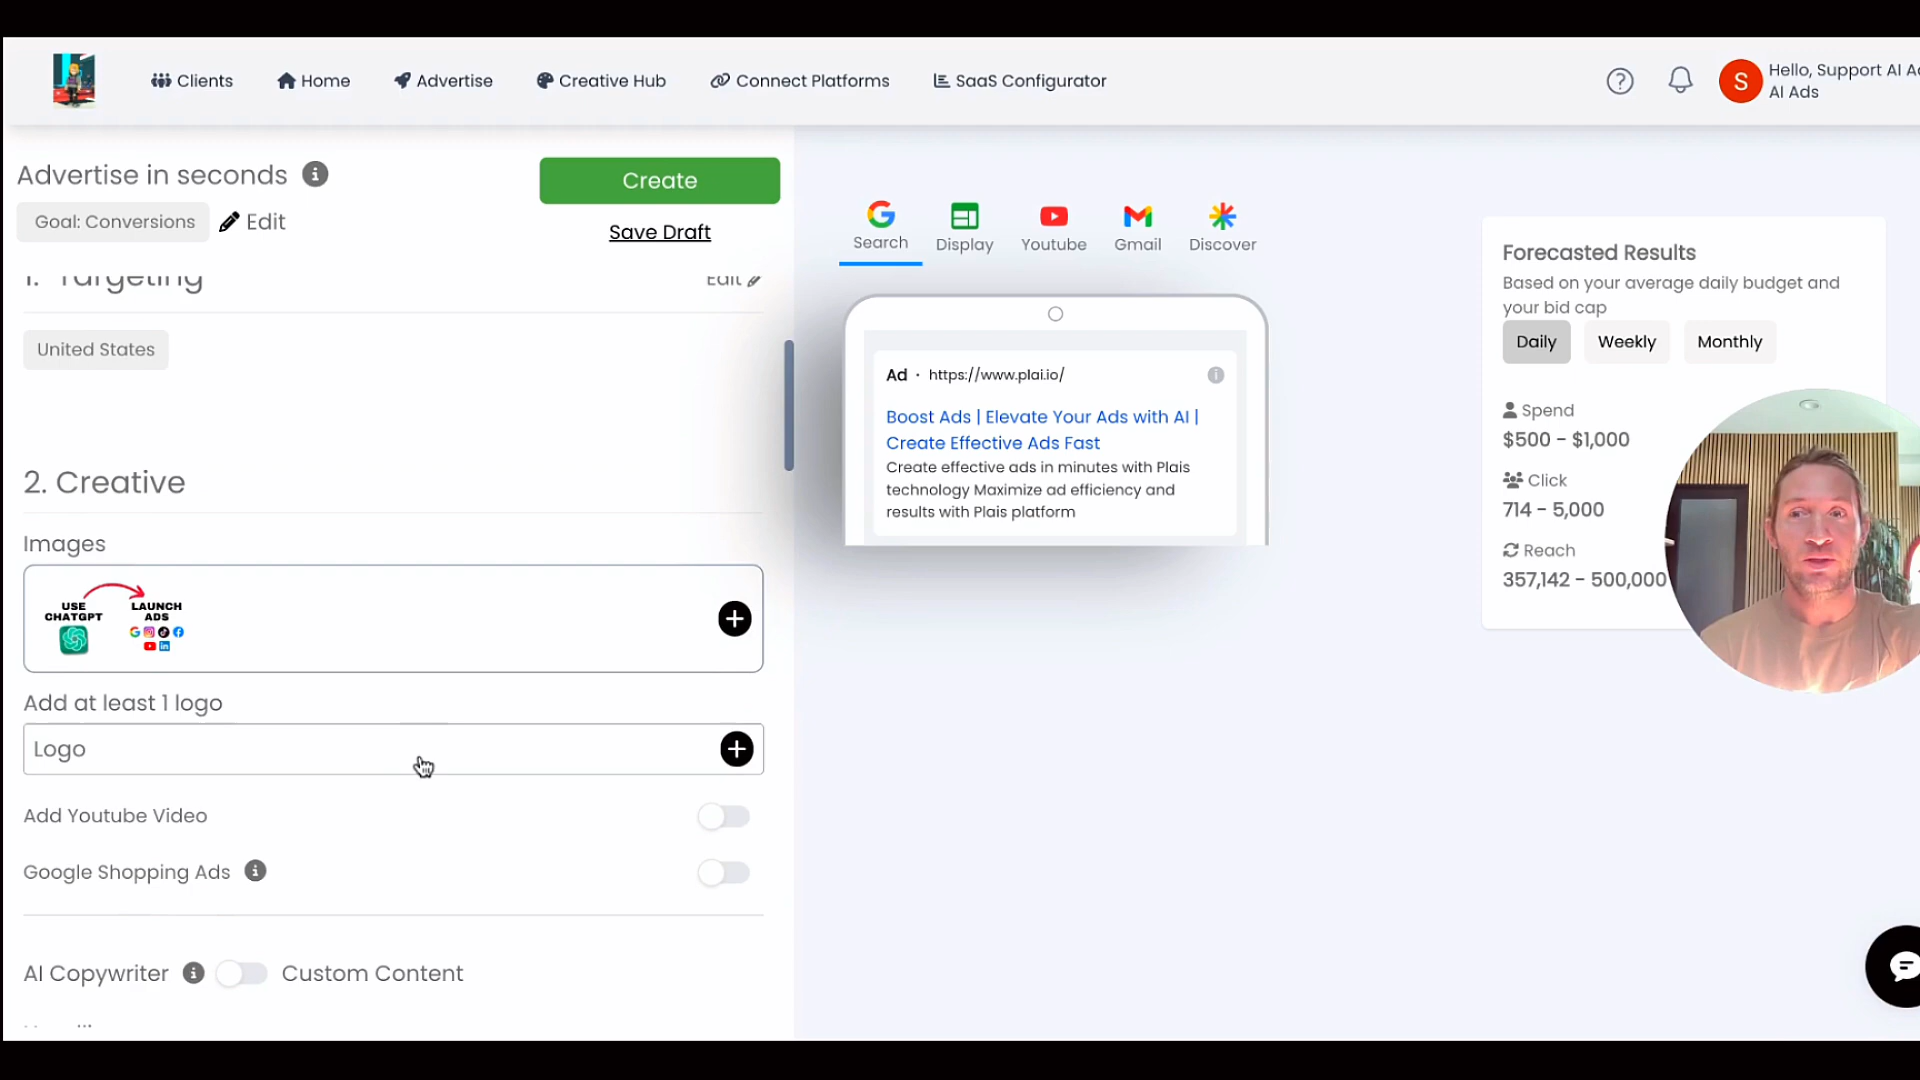 Clients
Home
Advertise
Creative Hub
Connect Platforms
SaaS Configurator
S
Hello, Support AI
AI Ads
Advertise in seconds
Create
Goal: Conversions
Edit
Save Draft
1. Targeting
Edit
United States
2. Creative
Images
USE
CHATGPT
LAUNCH
ADS
Add at least 1 logo
Logo
Add Youtube Video
Google Shopping Ads
AI Copywriter
Custom Content
Search
Display
Youtube
Gmail
Discover
Ad · https://www.plai.io/
Boost Ads | Elevate Your Ads with AI |
Create Effective Ads Fast
Create effective ads in minutes with Plais
technology Maximize ad efficiency and
results with Plais platform
Forecasted Results
Based on your average daily budget and
your bid cap
Daily
Weekly
Monthly
Spend
$500 - $1,000
Click
714 - 5,000
Reach
357,142 - 500,000